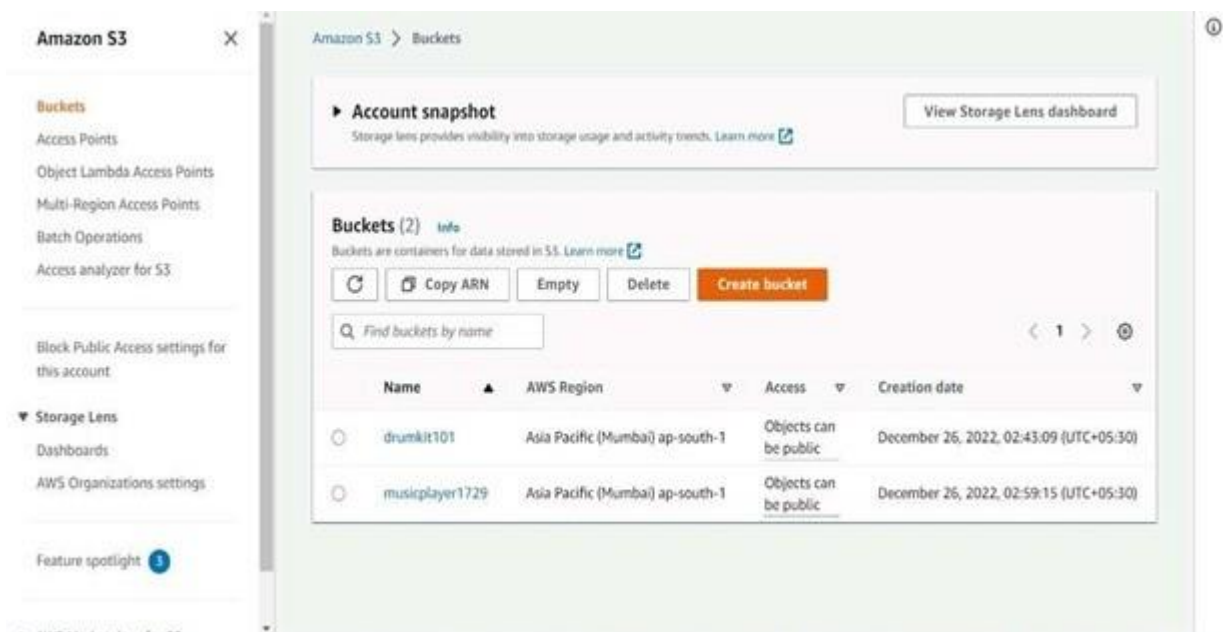 Amazon S3
Buckets
Access Points
Object Lambda Access Points
Multi-Region Access Points
Batch Operations
Access analyzer for S3
Block Public Access settings for
this account
Storage Lens
Dashboards
AWS Organizations settings
Feature spotlight 3
Amazon S3 > Buckets
Account snapshot
Storage lens provides visibility into storage usage and activity trends. Learn more
View Storage Lens dashboard
Buckets (2) Info
Buckets are containers for data stored in S3. Learn more
Copy ARN Empty Delete Create bucket
Find buckets by name
< 1 >
Name AWS Region Access Creation date
drumkit101 Asia Pacific (Mumbai) ap-south-1 Objects can be public December 26, 2022, 02:43:09 (UTC+05:30)
musicplayer1729 Asia Pacific (Mumbai) ap-south-1 Objects can be public December 26, 2022, 02:59:15 (UTC+05:30)